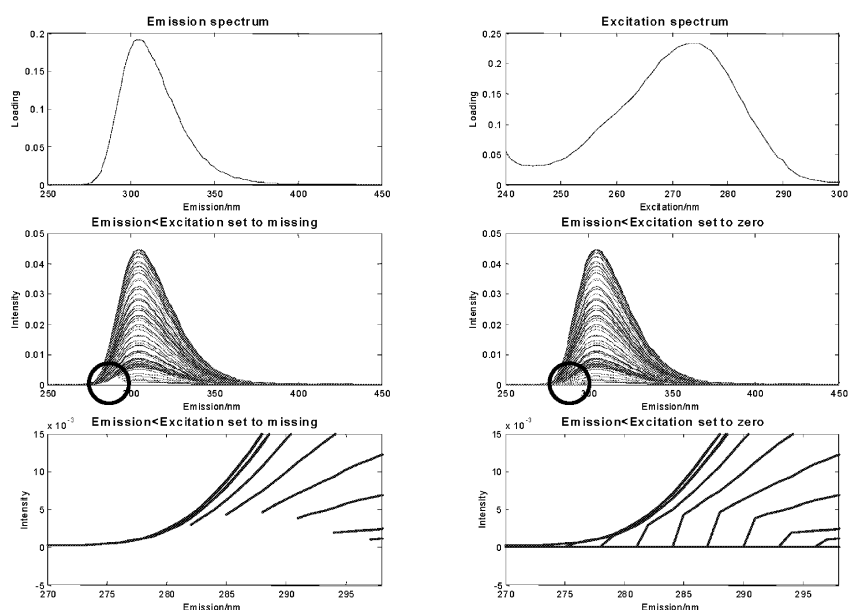 Emission spectrum
0.2
0.15
0.1
0.05
0
Loading
250 300 350 400 450
Emission/nm
Excitation spectrum
0.25
0.2
0.15
0.1
0.05
0
Loading
240 250 260 270 280 290 300
Excitation/nm
Emission<Excitation set to missing
0.05
0.04
0.03
0.02
0.01
0
Intensity
250 300 350 400 450
Emission/nm
Emission<Excitation set to zero
0.05
0.04
0.03
0.02
0.01
0
Intensity
250 300 350 400 450
Emission/nm
Emission<Excitation set to missing
x 10⁻³
15
10
5
0
-5
Intensity
270 275 280 285 290 295
Emission/nm
Emission<Excitation set to zero
x 10⁻³
15
10
5
0
-5
Intensity
270 275 280 285 290 295
Emission/nm